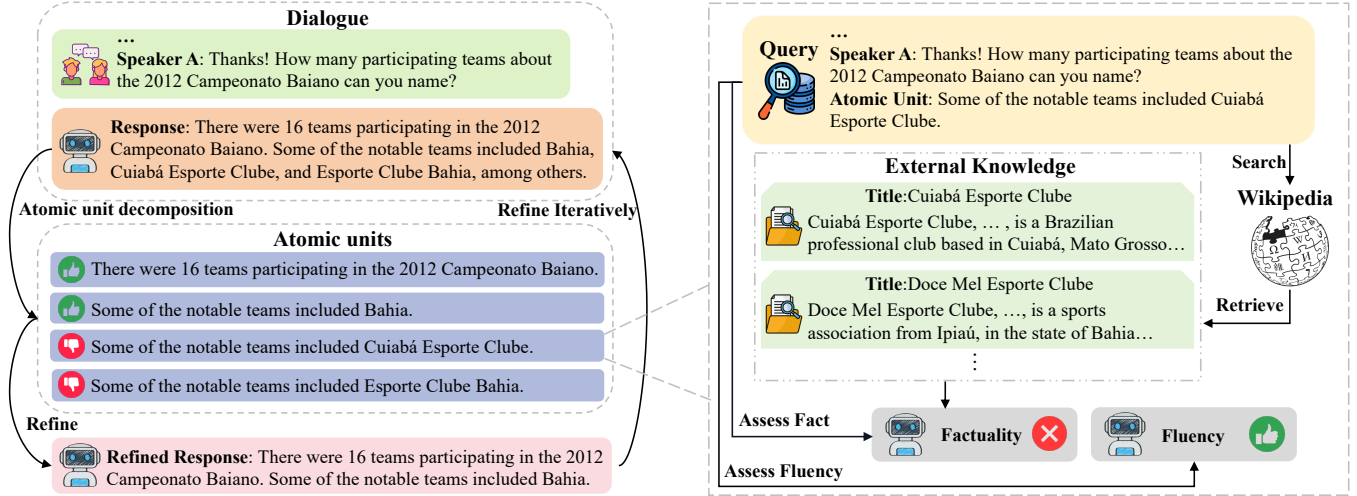 Dialogue
...
Speaker A: Thanks! How many participating teams about
the 2012 Campeonato Baiano can you name?
Response: There were 16 teams participating in the 2012
Campeonato Baiano. Some of the notable teams included Bahia,
Cuiabá Esporte Clube, and Esporte Clube Bahia, among others.
Atomic unit decomposition
Refine Iteratively
Atomic units
There were 16 teams participating in the 2012 Campeonato Baiano.
Some of the notable teams included Bahia.
Some of the notable teams included Cuiabá Esporte Clube.
Some of the notable teams included Esporte Clube Bahia.
Refine
Refined Response: There were 16 teams participating in the 2012
Campeonato Baiano. Some of the notable teams included Bahia.
Query
...
Speaker A: Thanks! How many participating teams about the
2012 Campeonato Baiano can you name?
Atomic Unit: Some of the notable teams included Cuiabá
Esporte Clube.
Search
Wikipedia
Retrieve
External Knowledge
Title:Cuiabá Esporte Clube
Cuiabá Esporte Clube, … , is a Brazilian
professional club based in Cuiabá, Mato Grosso…
Title:Doce Mel Esporte Clube
Doce Mel Esporte Clube, …, is a sports
association from Ipiaú, in the state of Bahia…
⋮
Assess Fact
Factuality
Fluency
Assess Fluency